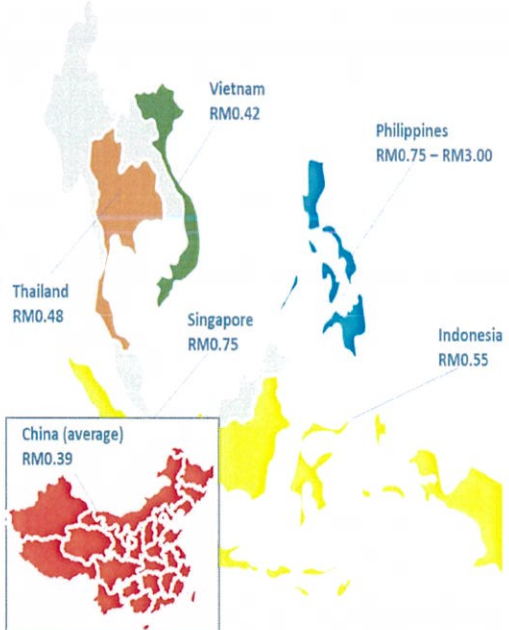 Vietnam
RM0.42
Philippines
RM0.75 – RM3.00
Thailand
RM0.48
Singapore
RM0.75
Indonesia
RM0.55
China (average)
RM0.39